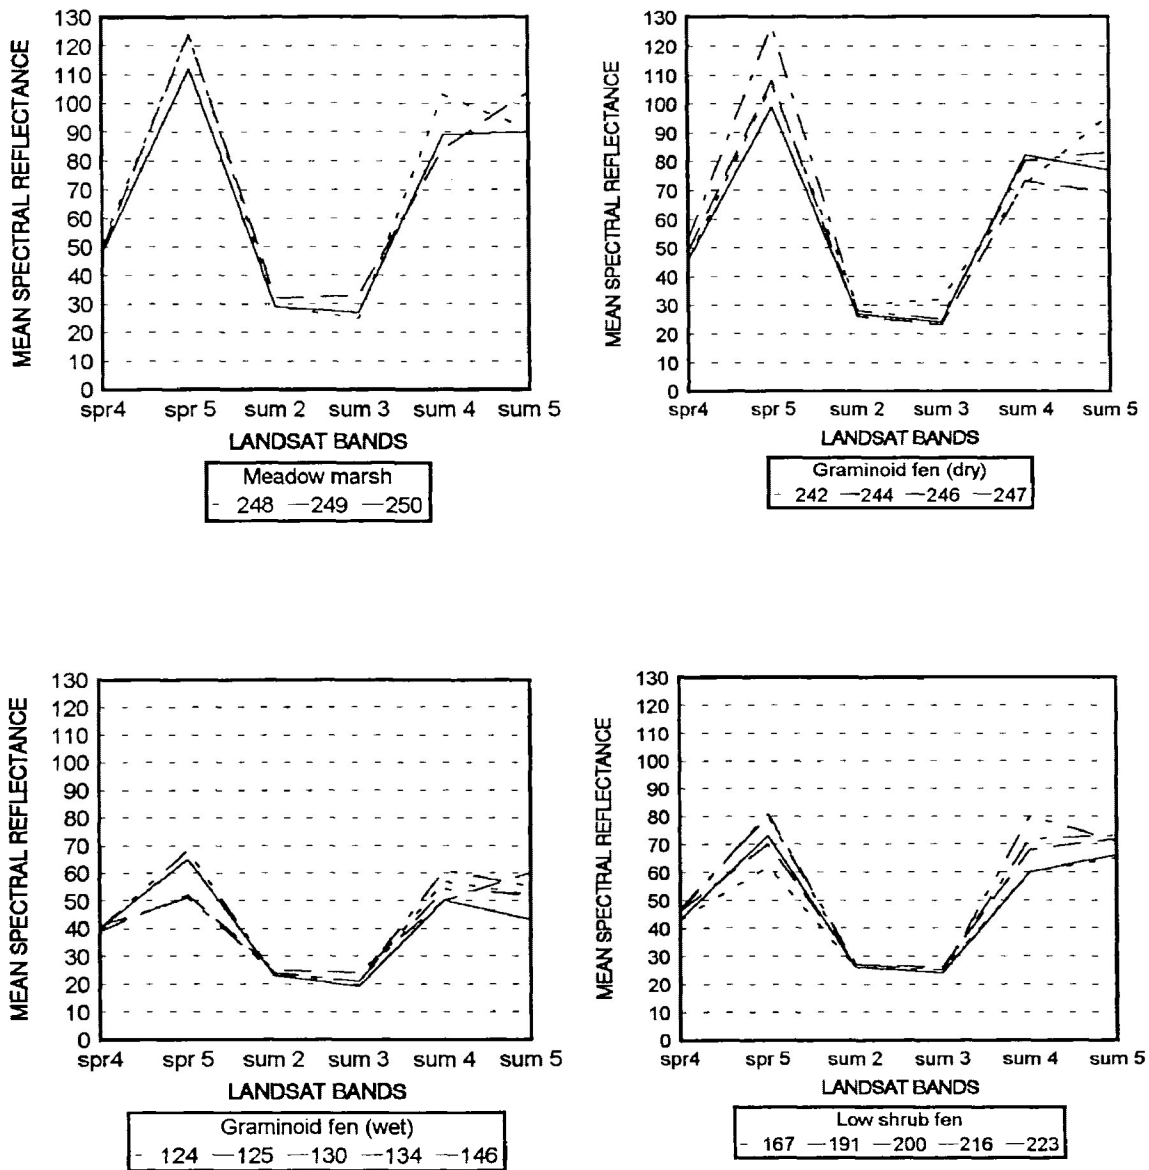 MEAN SPECTRAL REFLECTANCE
130
120
110
100
90
80
70
60
50
40
30
20
10
0
spr4 spr 5 sum 2 sum 3 sum 4 sum 5
LANDSAT BANDS
Meadow marsh
248 249 250
MEAN SPECTRAL REFLECTANCE
130
120
110
100
90
80
70
60
50
40
30
20
10
0
spr4 spr 5 sum 2 sum 3 sum 4 sum 5
LANDSAT BANDS
Graminoid fen (dry)
242 244 246 247
MEAN SPECTRAL REFLECTANCE
130
120
110
100
90
80
70
60
50
40
30
20
10
0
spr4 spr 5 sum 2 sum 3 sum 4 sum 5
LANDSAT BANDS
Graminoid fen (wet)
124 125 130 134 146
MEAN SPECTRAL REFLECTANCE
130
120
110
100
90
80
70
60
50
40
30
20
10
0
spr4 spr 5 sum 2 sum 3 sum 4 sum 5
LANDSAT BANDS
Low shrub fen
167 191 200 216 223